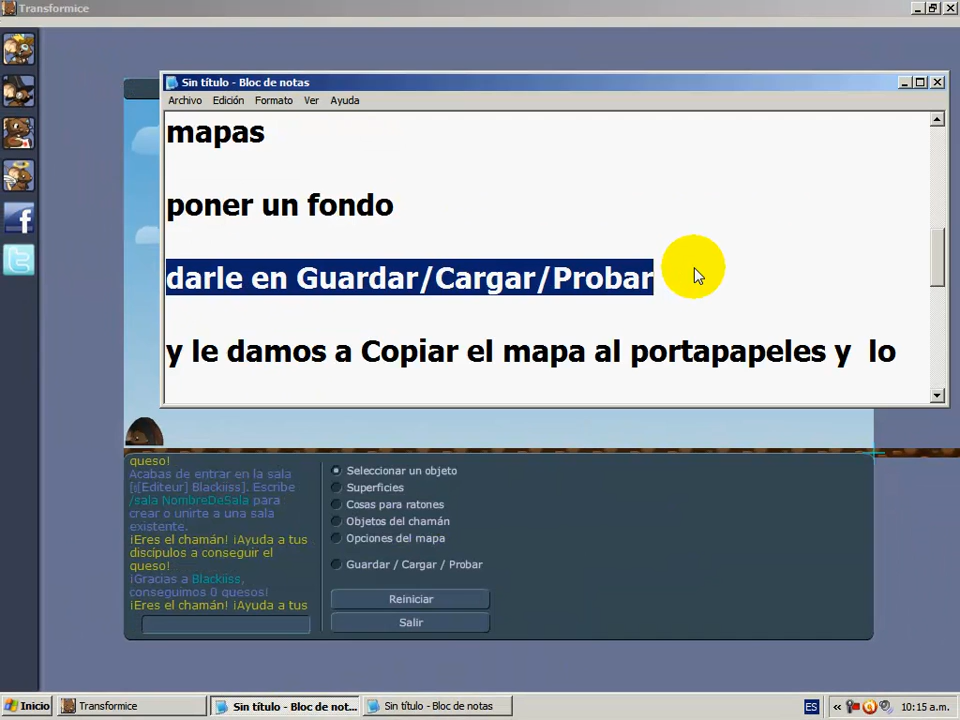 Transformice
Sin título - Bloc de notas
Archivo Edición Formato Ver Ayuda
mapas
poner un fondo
darle en Guardar/Cargar/Probar
y le damos a Copiar el mapa al portapapeles y lo
queso!
Acabas de entrar en la sala
[[Editeur] Blackiiss]. Escribe
/sala NombreDeSala para
crear o unirte a una sala
existente.
¡Eres el chamán! ¡Ayuda a tus
discípulos a conseguir el
queso!
¡Gracias a Blackiiss,
conseguimos 0 quesos!
¡Eres el chamán! ¡Ayuda a tus
Seleccionar un objeto
Superficies
Cosas para ratones
Objetos del chamán
Opciones del mapa
Guardar / Cargar / Probar
Reiniciar
Salir
Inicio
Transformice
Sin título - Bloc de not...
Sin título - Bloc de notas
ES
«
10:15 a.m.